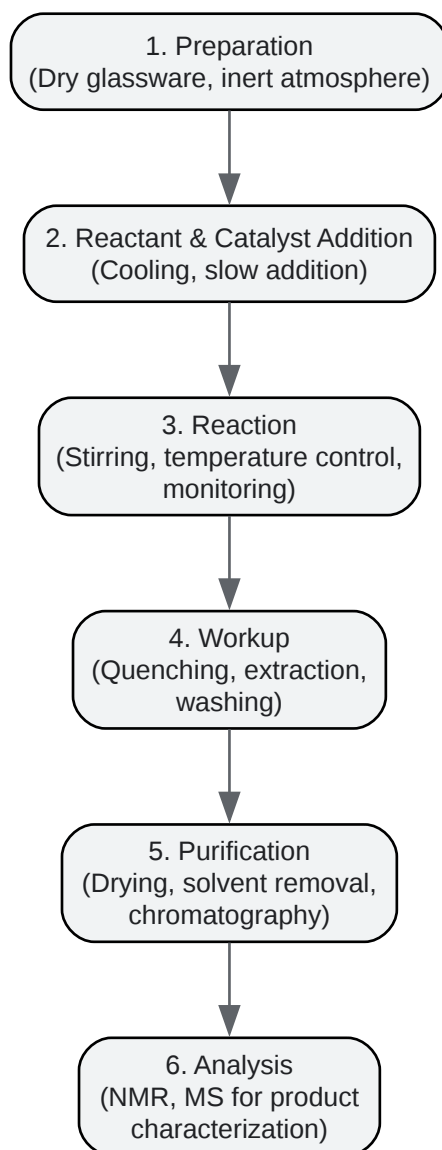 1. Preparation
(Dry glassware, inert atmosphere)
2. Reactant & Catalyst Addition
(Cooling, slow addition)
3. Reaction
(Stirring, temperature control,
monitoring)
4. Workup
(Quenching, extraction,
washing)
5. Purification
(Drying, solvent removal,
chromatography)
6. Analysis
(NMR, MS for product
characterization)